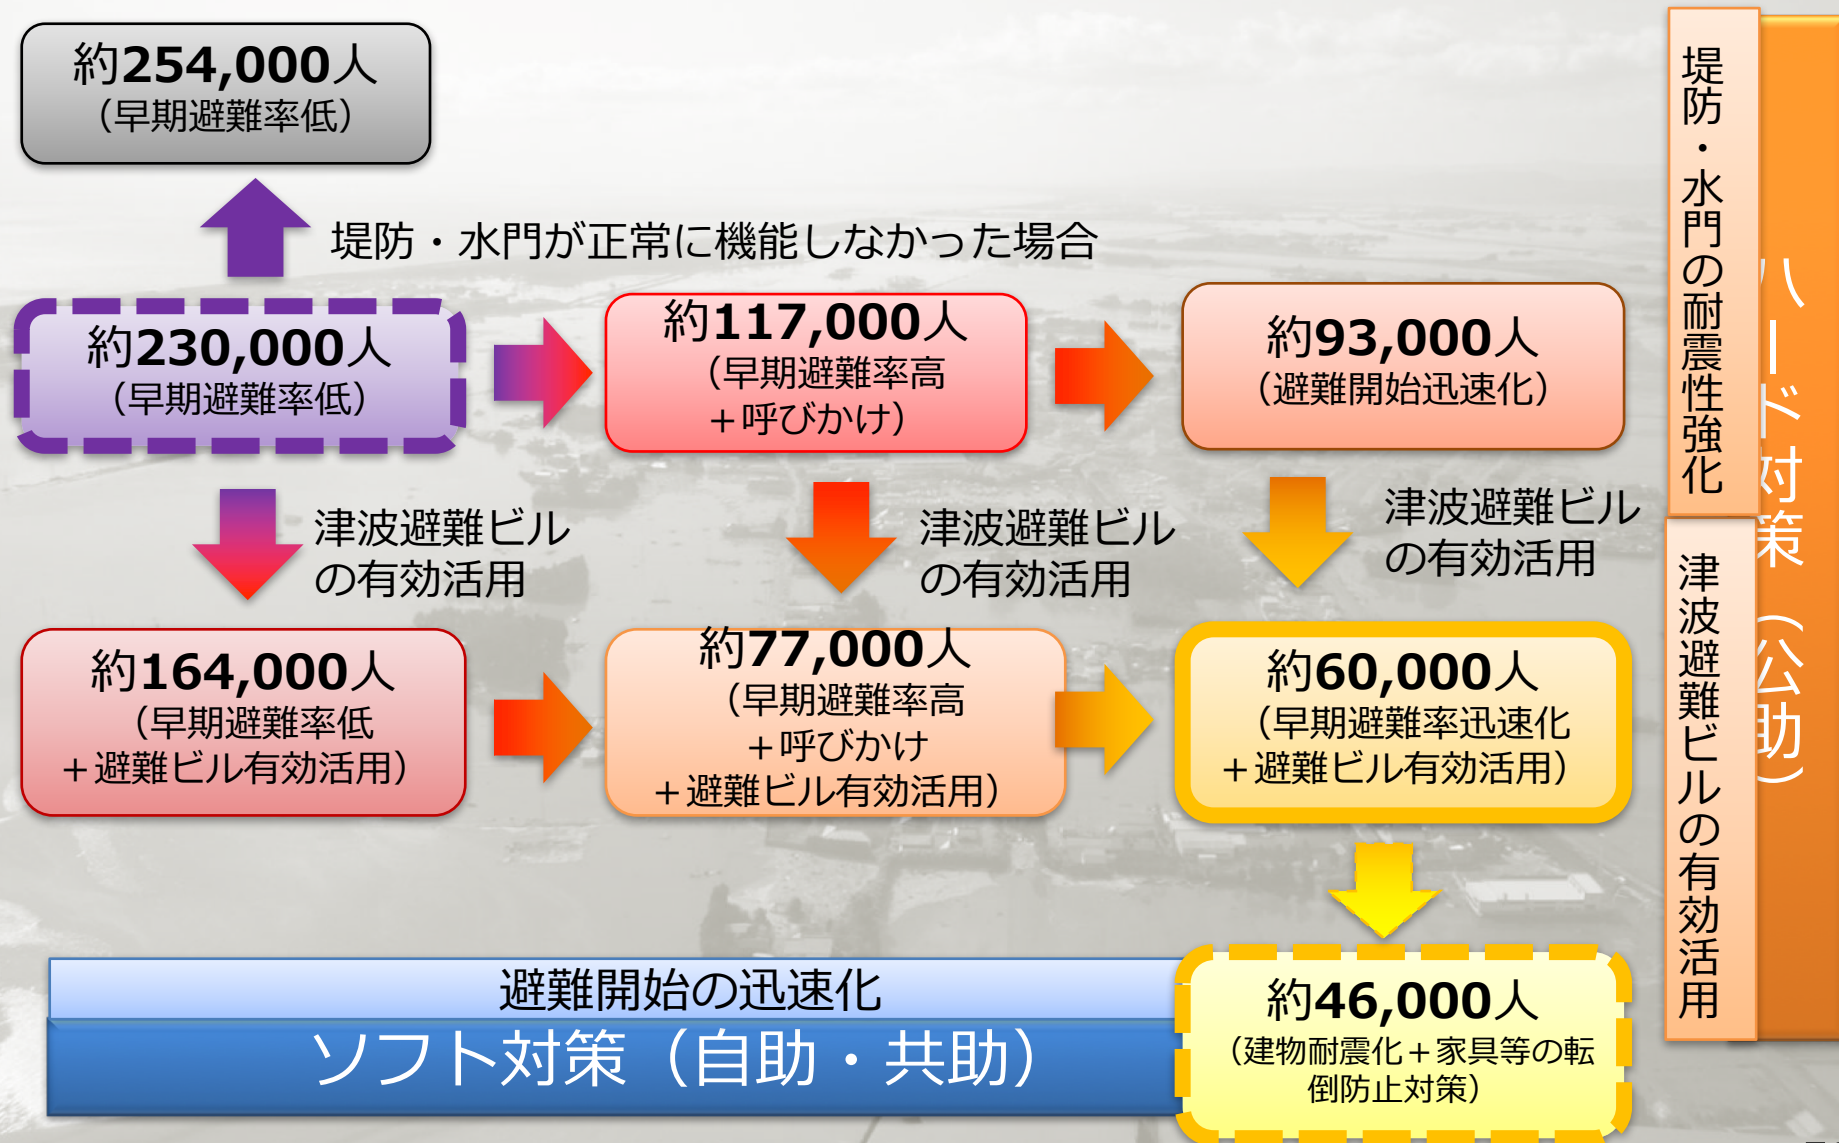 約254,000人
（早期避難率低）
堤防・水門が正常に機能しなかった場合
約230,000人
（早期避難率低）
約117,000人
（早期避難率高
＋呼びかけ）
約93,000人
（避難開始迅速化）
津波避難ビル
の有効活用
津波避難ビル
の有効活用
津波避難ビル
の有効活用
約164,000人
（早期避難率低
＋避難ビル有効活用）
約77,000人
（早期避難率高
＋呼びかけ
＋避難ビル有効活用）
約60,000人
（早期避難率迅速化
＋避難ビル有効活用）
約46,000人
（建物耐震化＋家具等の転
倒防止対策）
避難開始の迅速化
ソフト対策（自助・共助）
堤防・水門の耐震性強化
津波避難ビルの有効活用
ハード対策（公助）